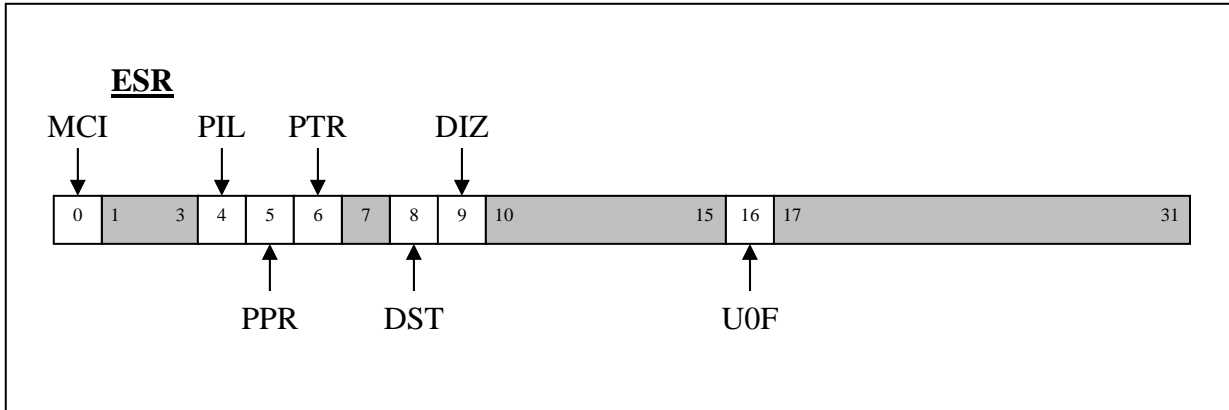 ESR
MCI PIL PTR DIZ
0 1 3 4 5 6 7 8 9 10 15 16 17 31
PPR DST U0F